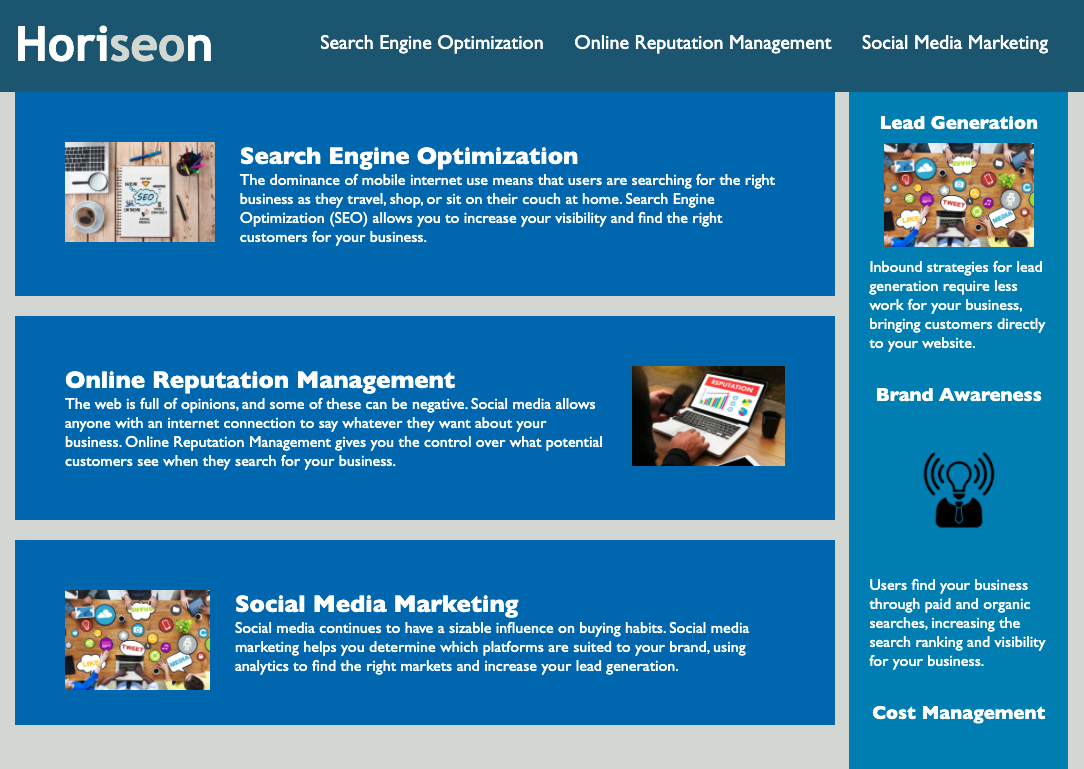 Horiseon
Search Engine Optimization
Online Reputation Management
Social Media Marketing
Search Engine Optimization
The dominance of mobile internet use means that users are searching for the right
business as they travel, shop, or sit on their couch at home. Search Engine
Optimization (SEO) allows you to increase your visibility and find the right
customers for your business.
SEO
Online Reputation Management
The web is full of opinions, and some of these can be negative. Social media allows
anyone with an internet connection to say whatever they want about your
business. Online Reputation Management gives you the control over what potential
customers see when they search for your business.
REPUTATION
Social Media Marketing
Social media continues to have a sizable influence on buying habits. Social media
marketing helps you determine which platforms are suited to your brand, using
analytics to find the right markets and increase your lead generation.
SHARE
TWEET
LIKE
MEDIA
Lead Generation
SHARE
TWEET
LIKE
MEDIA
Inbound strategies for lead
generation require less
work for your business,
bringing customers directly
to your website.
Brand Awareness
Users find your business
through paid and organic
searches, increasing the
search ranking and visibility
for your business.
Cost Management